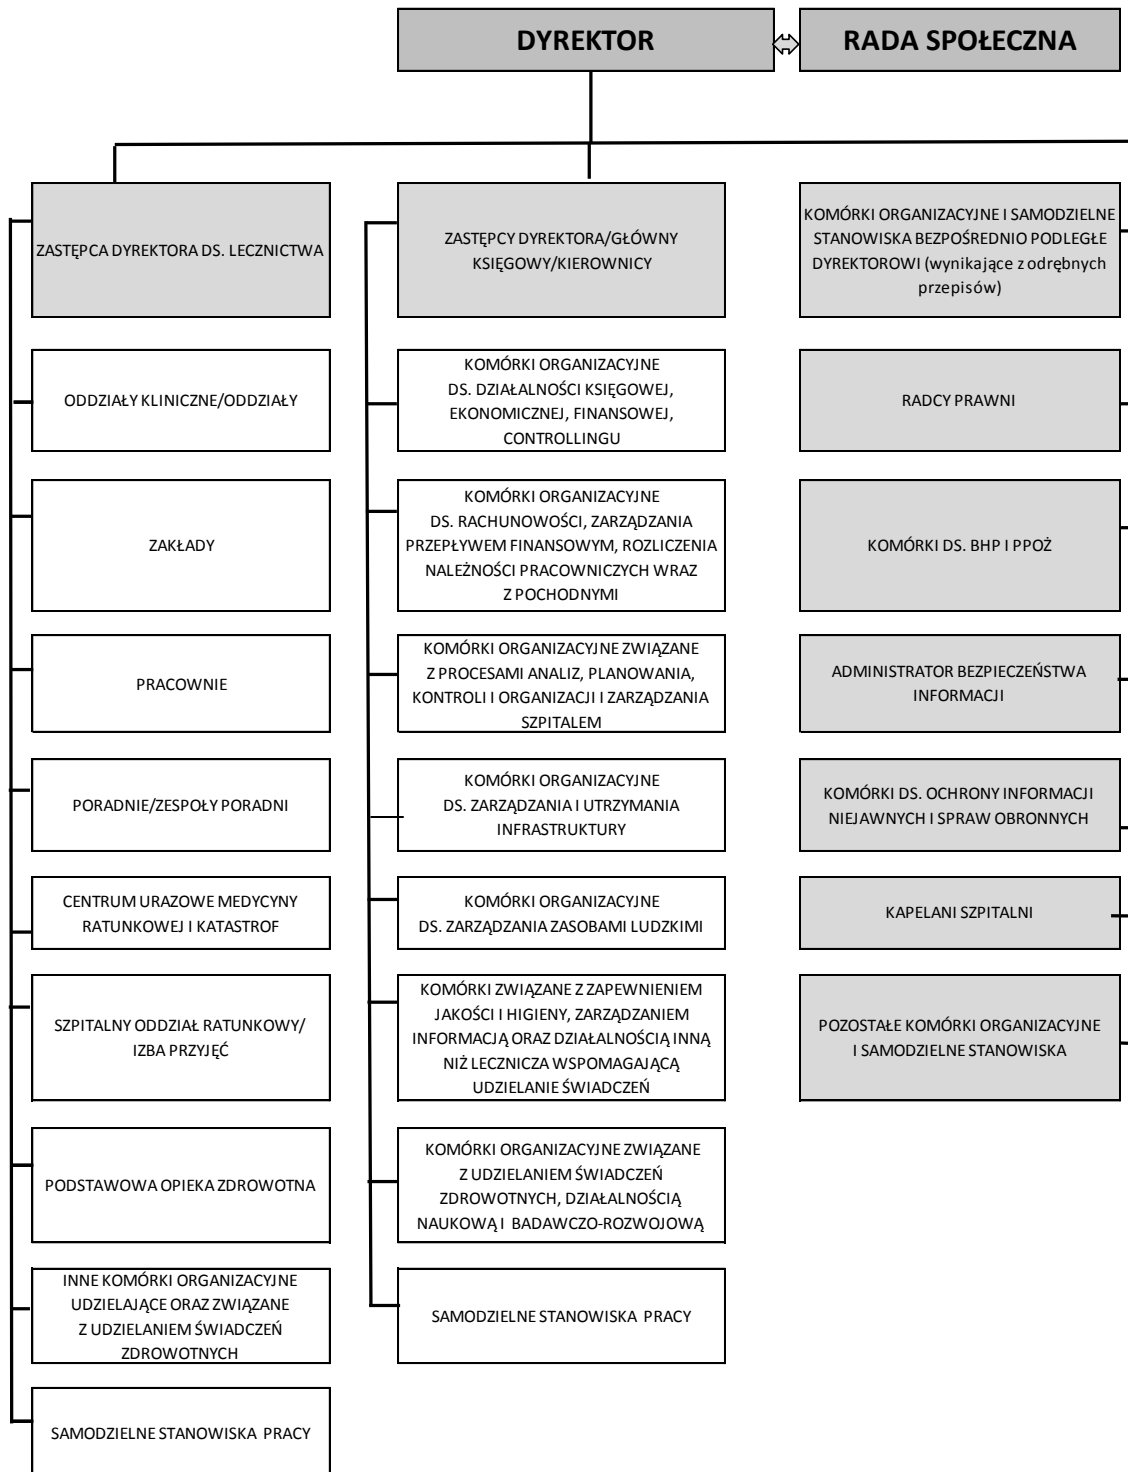 DYREKTOR
RADA SPOŁECZNA
ZASTĘPCA DYREKTORA DS. LECZNICTWA
ODDZIAŁY KLINICZNE/ODDZIAŁY
ZAKŁADY
PRACOWNIE
PORADNIE/ZESPOŁY PORADNI
CENTRUM URAZOWE MEDYCYNY
RATUNKOWEJ I KATASTROF
SZPITALNY ODDZIAŁ RATUNKOWY/
IZBA PRZYJĘĆ
PODSTAWOWA OPIEKA ZDROWOTNA
INNE KOMÓRKI ORGANIZACYJNE
UDZIELAJĄCE ORAZ ZWIĄZANE
Z UDZIELANIEM ŚWIADCZEŃ
ZDROWOTNYCH
SAMODZIELNE STANOWISKA PRACY
ZASTĘPCY DYREKTORA/GŁÓWNY
KSIĘGOWY/KIEROWNICY
KOMÓRKI ORGANIZACYJNE
DS. DZIAŁALNOŚCI KSIĘGOWEJ,
EKONOMICZNEJ, FINANSOWEJ,
CONTROLLINGU
KOMÓRKI ORGANIZACYJNE
DS. RACHUNOWOŚCI, ZARZĄDZANIA
PRZEPŁYWEM FINANSOWYM, ROZLICZENIA
NALEŻNOŚCI PRACOWNICZYCH WRAZ
Z POCHODNYMI
KOMÓRKI ORGANIZACYJNE ZWIĄZANE
Z PROCESAMI ANALIZ, PLANOWANIA,
KONTROLI I ORGANIZACJI I ZARZĄDZANIA
SZPITALEM
KOMÓRKI ORGANIZACYJNE
DS. ZARZĄDZANIA I UTRZYMANIA
INFRASTRUKTURY
KOMÓRKI ORGANIZACYJNE
DS. ZARZĄDZANIA ZASOBAMI LUDZKIMI
KOMÓRKI ZWIĄZANE Z ZAPEWNIENIEM
JAKOŚCI I HIGIENY, ZARZĄDZANIEM
INFORMACJĄ ORAZ DZIAŁALNOŚCIĄ INNĄ
NIŻ LECZNICZA WSPOMAGAJĄCĄ
UDZIELANIE ŚWIADCZEŃ
KOMÓRKI ORGANIZACYJNE ZWIĄZANE
Z UDZIELANIEM ŚWIADCZEŃ
ZDROWOTNYCH, DZIAŁALNOŚCIĄ
NAUKOWĄ I BADAWCZO-ROZWOJOWĄ
SAMODZIELNE STANOWISKA PRACY
KOMÓRKI ORGANIZACYJNE I SAMODZIELNE
STANOWISKA BEZPOŚREDNIO PODLEGŁE
DYREKTOROWI (wynikające z odrębnych
przepisów)
RADCY PRAWNI
KOMÓRKI DS. BHP I PPOŻ
ADMINISTRATOR BEZPIECZEŃSTWA
INFORMACJI
KOMÓRKI DS. OCHRONY INFORMACJI
NIEJAWNYCH I SPRAW OBRONNYCH
KAPELANI SZPITALNI
POZOSTAŁE KOMÓRKI ORGANIZACYJNE
I SAMODZIELNE STANOWISKA